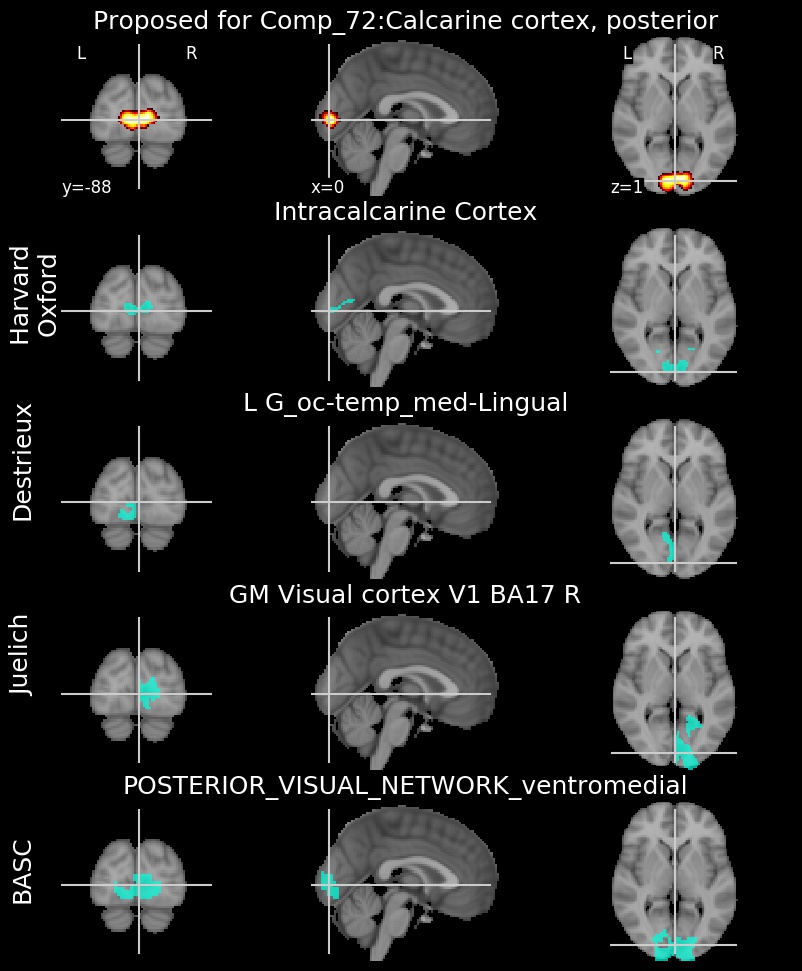 Proposed for Comp_72:Calcarine cortex, posterior
L R L R
y=-88 x=0 z=1
Intracalcarine Cortex
Harvard
Oxford
L G_oc-temp_med-Lingual
Destrieux
GM Visual cortex V1 BA17 R
Juelich
POSTERIOR_VISUAL_NETWORK_ventromedial
BASC